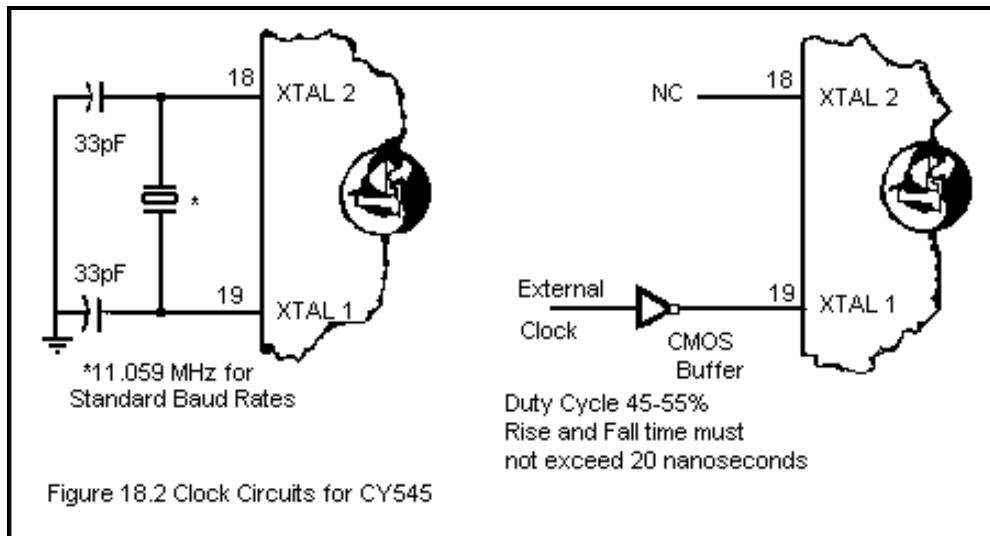 18
XTAL 2
33pF
*
33pF
19
XTAL 1
*11.059 MHz for
Standard Baud Rates
NC
18
XTAL 2
External
Clock
19
XTAL 1
CMOS
Buffer
Duty Cycle 45-55%
Rise and Fall time must
not exceed 20 nanoseconds
Figure 18.2 Clock Circuits for CY545